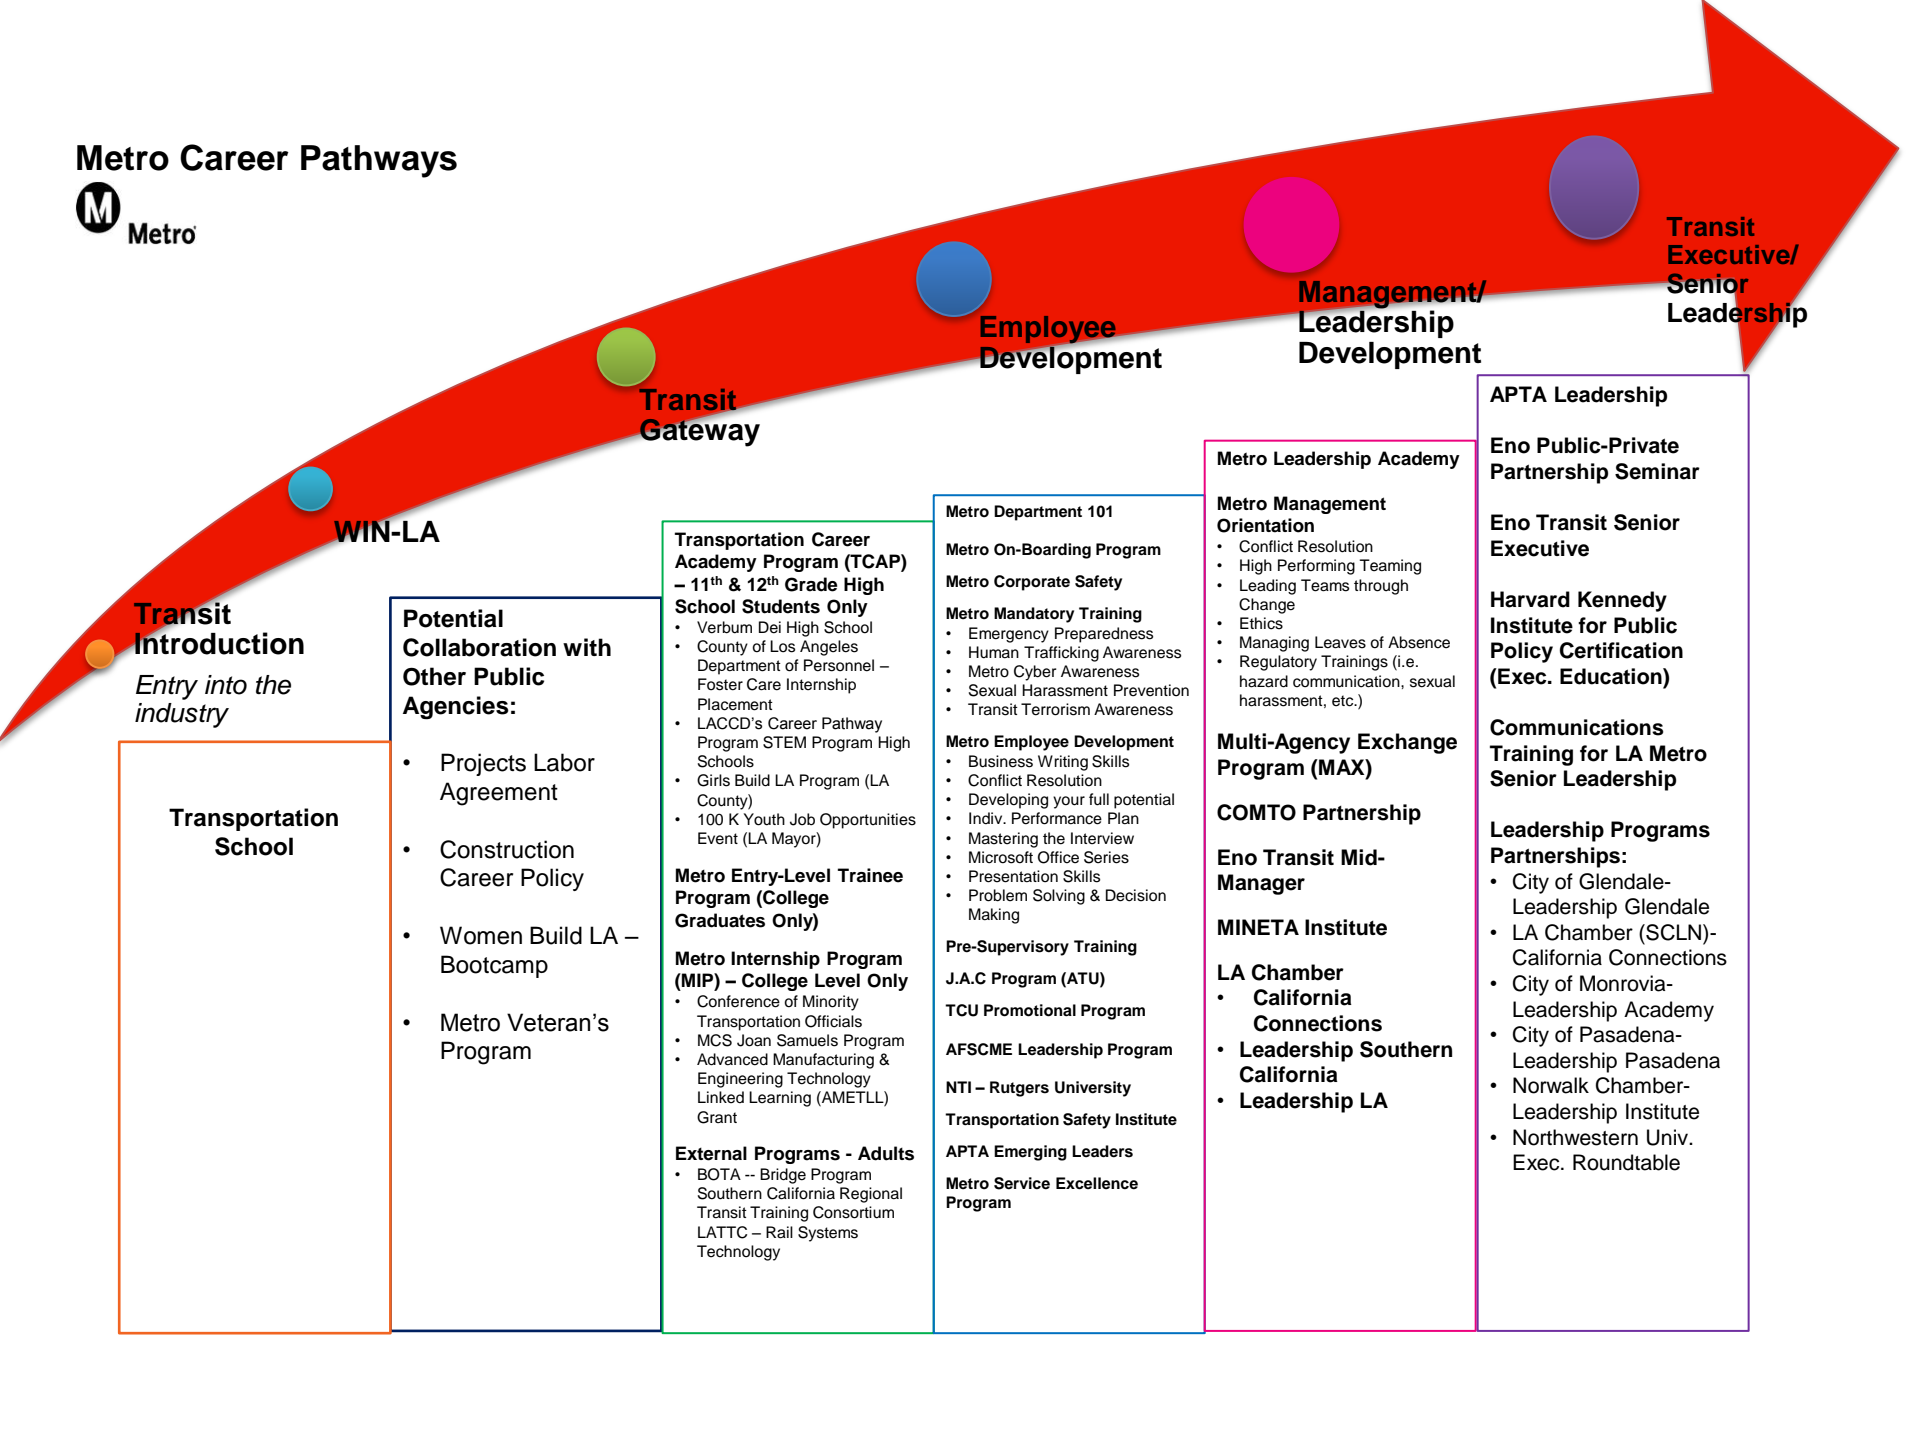 Metro Career Pathways
M
Metro
Transit
Introduction
Entry into the
industry
WIN-LA
Transit
Gateway
Employee
Development
Management/
Leadership
Development
Transit
Executive/
Senior
Leadership
Transportation
School
Potential
Collaboration with
Other Public
Agencies:
• Projects Labor
Agreement
• Construction
Career Policy
• Women Build LA –
Bootcamp
• Metro Veteran’s
Program
Transportation Career
Academy Program (TCAP)
– 11th & 12th Grade High
School Students Only
• Verbum Dei High School
• County of Los Angeles
Department of Personnel –
Foster Care Internship
Placement
• LACCD’s Career Pathway
Program STEM Program High
Schools
• Girls Build LA Program (LA
County)
• 100 K Youth Job Opportunities
Event (LA Mayor)
Metro Entry-Level Trainee
Program (College
Graduates Only)
Metro Internship Program
(MIP) – College Level Only
• Conference of Minority
Transportation Officials
• MCS Joan Samuels Program
• Advanced Manufacturing &
Engineering Technology
Linked Learning (AMETLL)
Grant
External Programs - Adults
• BOTA -- Bridge Program
Southern California Regional
Transit Training Consortium
LATTC – Rail Systems
Technology
Metro Department 101
Metro On-Boarding Program
Metro Corporate Safety
Metro Mandatory Training
• Emergency Preparedness
• Human Trafficking Awareness
• Metro Cyber Awareness
• Sexual Harassment Prevention
• Transit Terrorism Awareness
Metro Employee Development
• Business Writing Skills
• Conflict Resolution
• Developing your full potential
• Indiv. Performance Plan
• Mastering the Interview
• Microsoft Office Series
• Presentation Skills
• Problem Solving & Decision
Making
Pre-Supervisory Training
J.A.C Program (ATU)
TCU Promotional Program
AFSCME Leadership Program
NTI – Rutgers University
Transportation Safety Institute
APTA Emerging Leaders
Metro Service Excellence
Program
Metro Leadership Academy
Metro Management
Orientation
• Conflict Resolution
• High Performing Teaming
• Leading Teams through
Change
• Ethics
• Managing Leaves of Absence
• Regulatory Trainings (i.e.
hazard communication, sexual
harassment, etc.)
Multi-Agency Exchange
Program (MAX)
COMTO Partnership
Eno Transit Mid-
Manager
MINETA Institute
LA Chamber
• California
Connections
• Leadership Southern
California
• Leadership LA
APTA Leadership
Eno Public-Private
Partnership Seminar
Eno Transit Senior
Executive
Harvard Kennedy
Institute for Public
Policy Certification
(Exec. Education)
Communications
Training for LA Metro
Senior Leadership
Leadership Programs
Partnerships:
• City of Glendale-
Leadership Glendale
• LA Chamber (SCLN)-
California Connections
• City of Monrovia-
Leadership Academy
• City of Pasadena-
Leadership Pasadena
• Norwalk Chamber-
Leadership Institute
• Northwestern Univ.
Exec. Roundtable